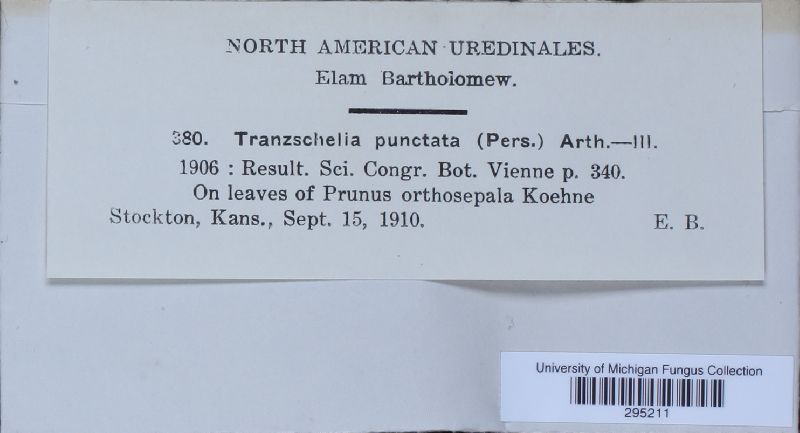 NORTH AMERICAN UREDINALES.
Elam Bartholomew.
380. Tranzschelia punctata (Pers.) Arth.—III.
1906 : Result. Sci. Congr. Bot. Vienne p. 340.
On leaves of Prunus orthosepala Koehne
Stockton, Kans., Sept. 15, 1910. E. B.
University of Michigan Fungus Collection
295211